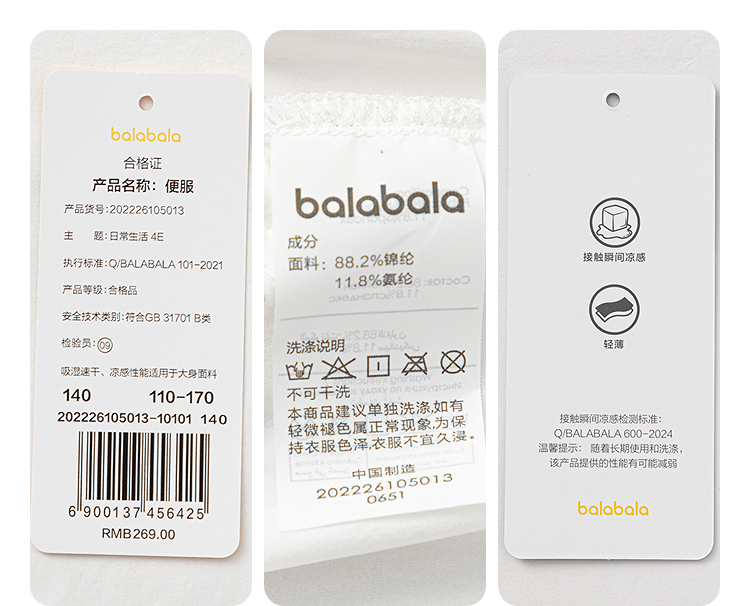 balabala
合格证
产品名称：便服
产品货号：202226105013
主　　题：日常生活 4E
执行标准：Q/BALABALA 101-2021
产品等级：合格品
安全技术类别：符合GB 31701 B类
检验员：09
吸湿速干、凉感性能适用于大身面料
140 110-170
202226105013-10101 140
6 900137 456425
RMB269.00
balabala
成分
面料：88.2%锦纶
11.8%氨纶
洗涤说明
不可干洗
本商品建议单独洗涤,如有
轻微褪色属正常现象,为保
持衣服色泽,衣服不宜久浸。
中国制造
202226105013
0651
接触瞬间凉感
轻薄
接触瞬间凉感检测标准：
Q/BALABALA 600-2024
温馨提示： 随着长期使用和洗涤，
该产品提供的性能有可能减弱
balabala